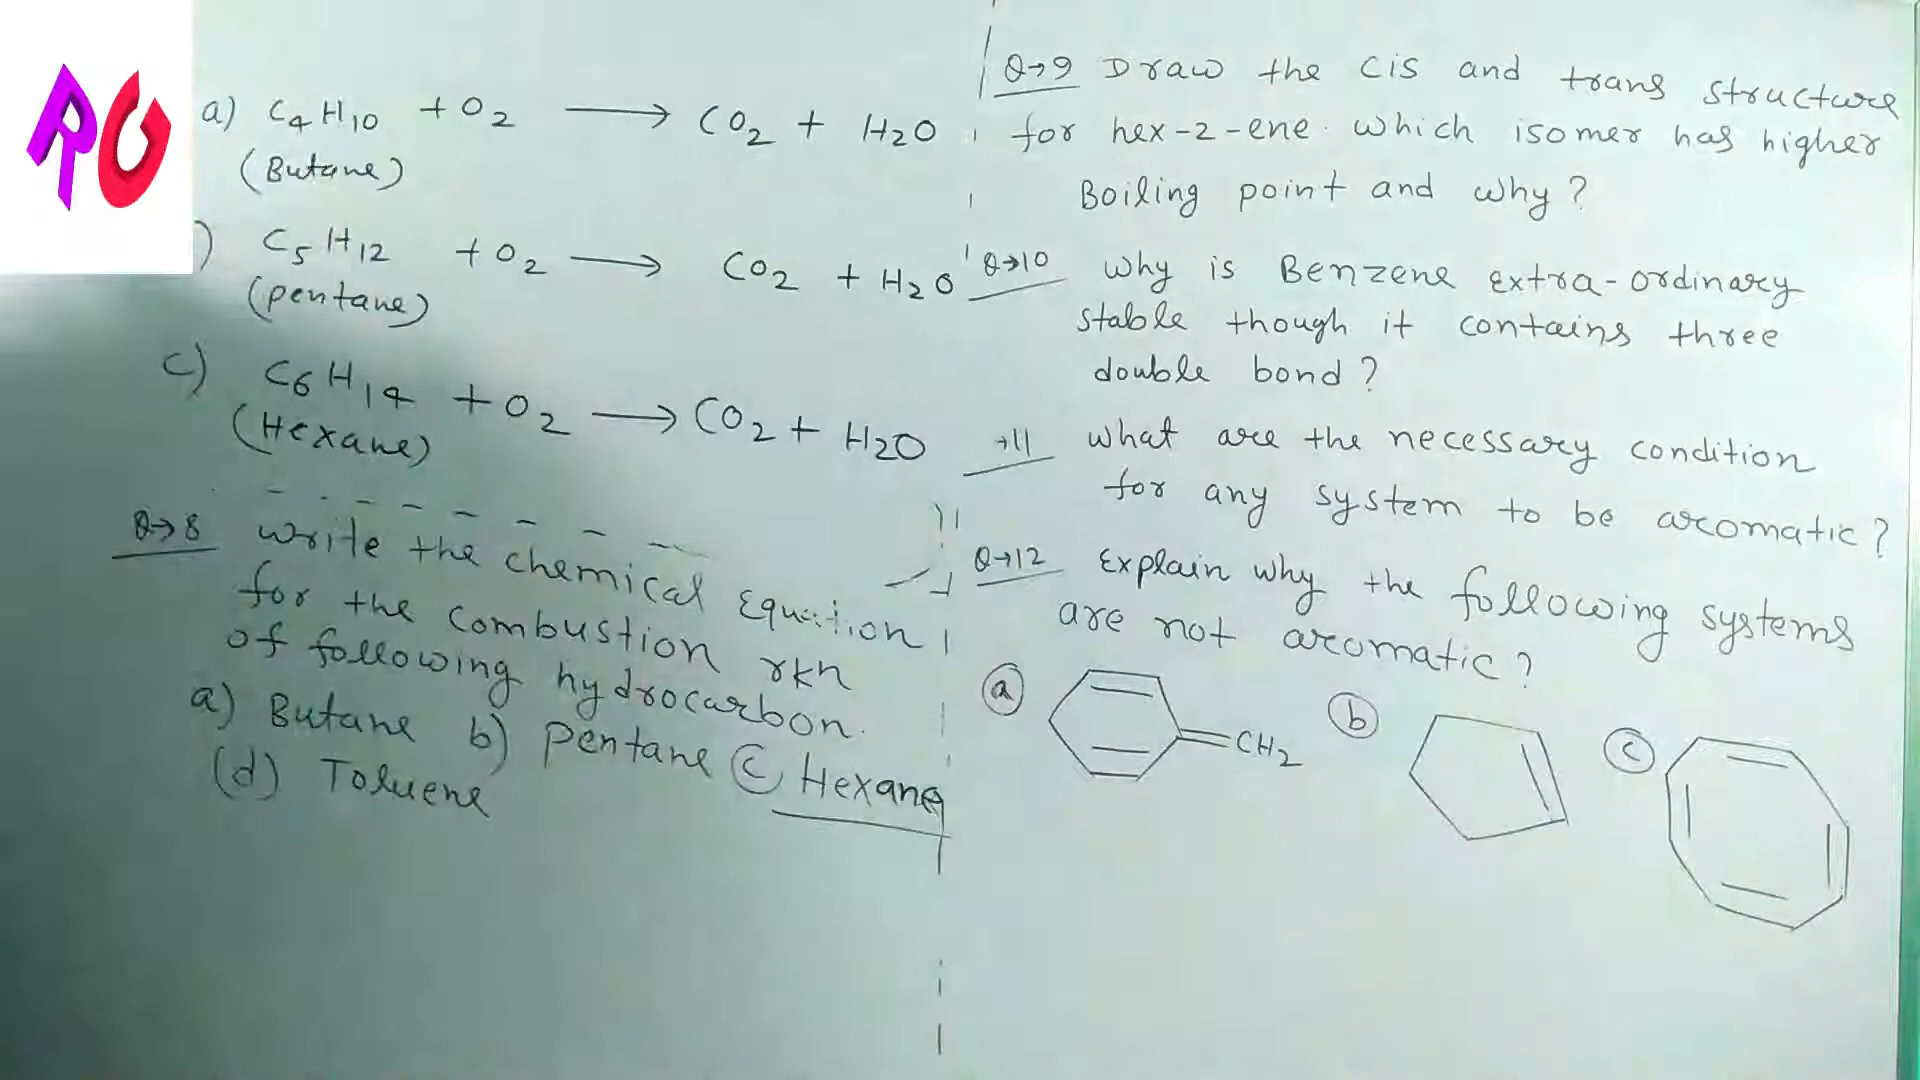 RG
a) C4H10 + O2 ⟶ CO2 + H2O
(Butane)
) C5H12 + O2 ⟶ CO2 + H2O
(pentane)
c) C6H14 + O2 ⟶ CO2 + H2O
(Hexane)
Q→8 write the chemical Equation
for the combustion rkn
of following hydrocarbon.
a) Butane b) Pentane (c) Hexane
(d) Toluene
Q→9 Draw the cis and trans structure
for hex-2-ene. which isomer has higher
Boiling point and why?
Q→10 why is Benzene extra-ordinary
stable though it contains three
double bond?
→11 what are the necessary condition
for any system to be aromatic?
Q→12 Explain why the following systems
are not aromatic?
(a) =CH2 (b) (c)